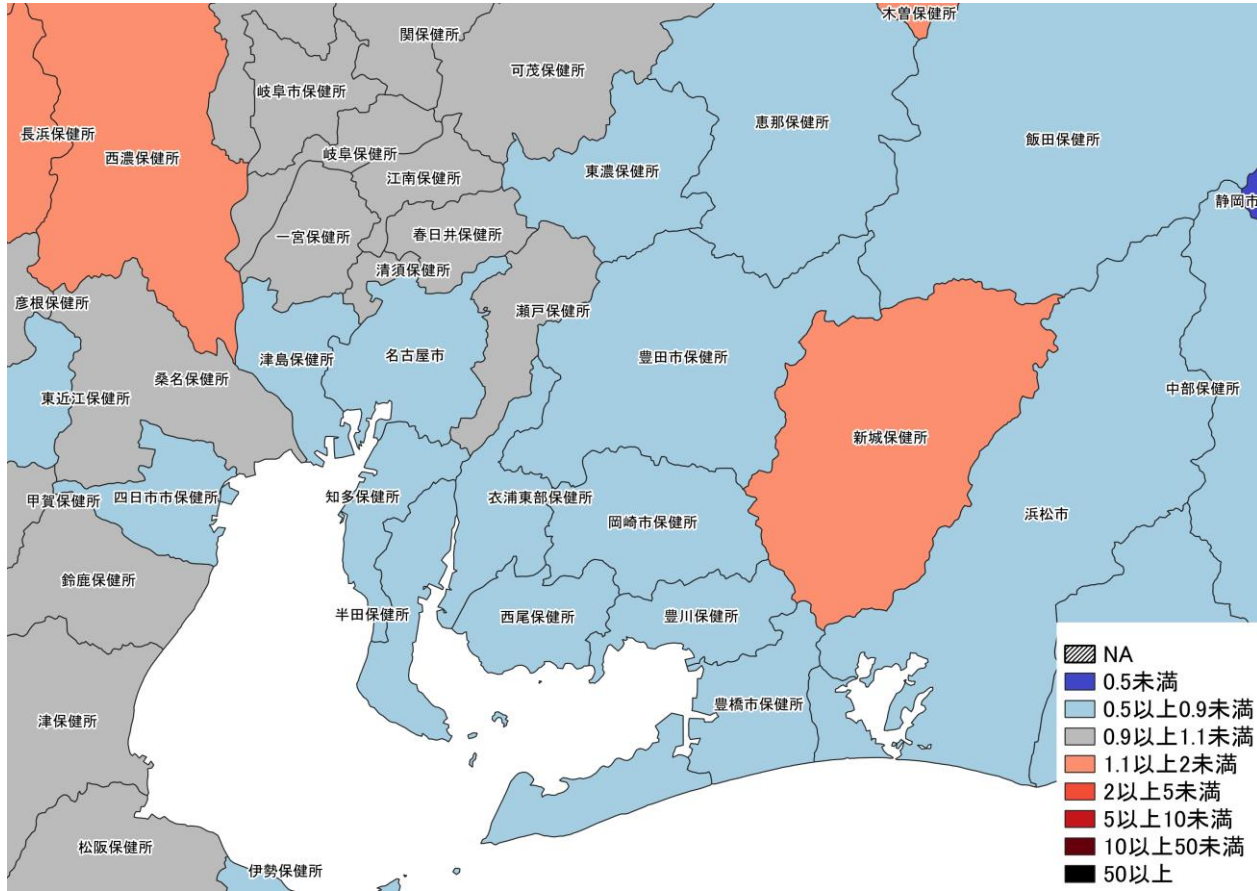 木曽保健所
関保健所
可茂保健所
岐阜市保健所
恵那保健所
長浜保健所
飯田保健所
西濃保健所
岐阜保健所
東濃保健所
江南保健所
静岡市
一宮保健所
春日井保健所
清須保健所
彦根保健所
瀬戸保健所
津島保健所
名古屋市
豊田市保健所
桑名保健所
中部保健所
東近江保健所
新城保健所
甲賀保健所
四日市市保健所
知多保健所
衣浦東部保健所
岡崎市保健所
浜松市
鈴鹿保健所
半田保健所
西尾保健所
豊川保健所
豊橋市保健所
津保健所
松阪保健所
伊勢保健所
NA
0.5未満
0.5以上0.9未満
0.9以上1.1未満
1.1以上2未満
2以上5未満
5以上10未満
10以上50未満
50以上